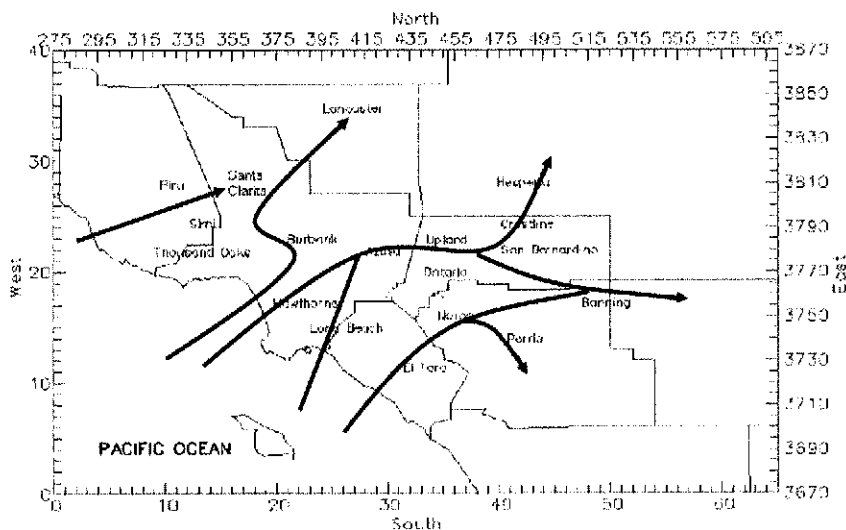 North
275 295 315 335 355 375 395 415 435 455 475 495 515 535 555 575 595
40 3870
3850
Lancaster
3830
30
Piru Santa Hesperia 3810
Clarita
Simi Crestline 3790
Burbank Upland San Bernardino
Thousand Oaks
West 20 Ontario 3770 East
Hawthorne Banning
Long Beach 3750
Perris
3730
El Toro
10
3710
PACIFIC OCEAN 3690
0 3670
0 10 20 30 40 50 60
South